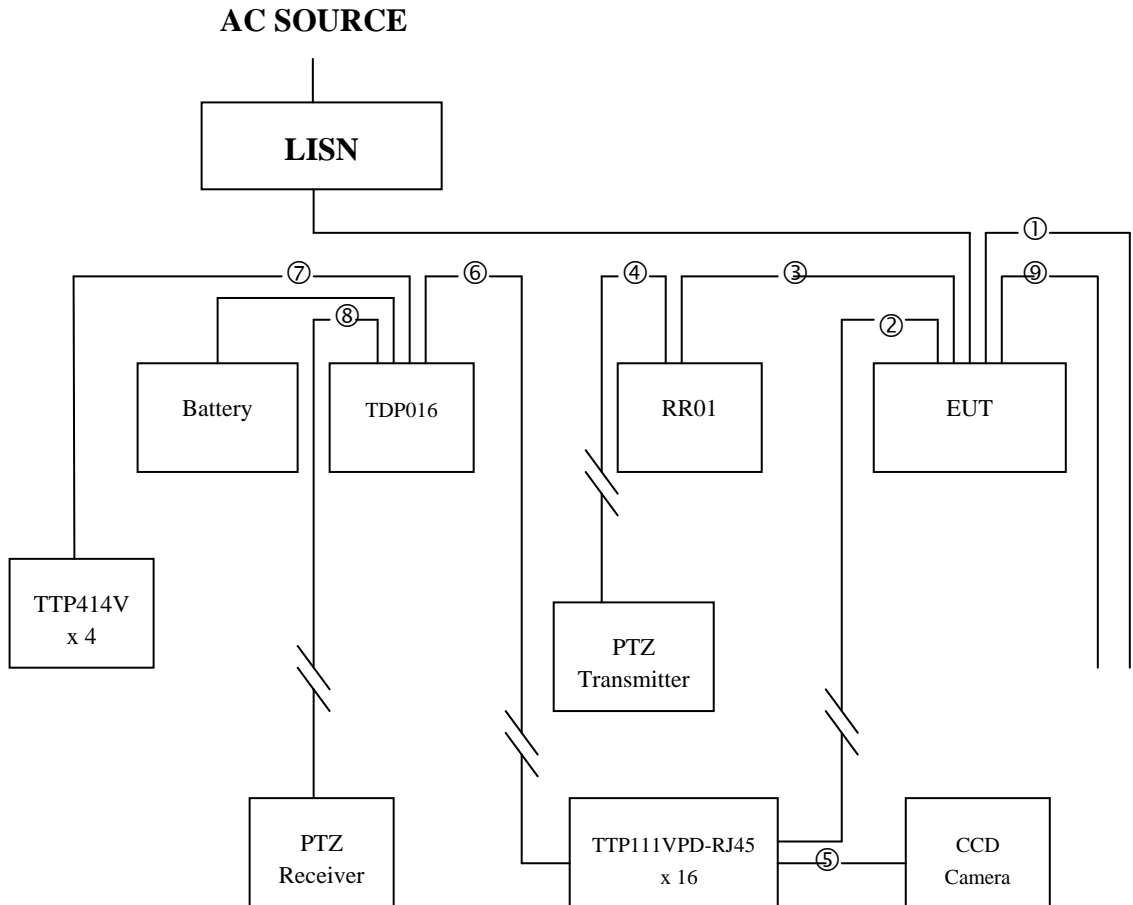 AC SOURCE
LISN
①
⑦
⑥
④
③
⑨
⑧
②
Battery
TDP016
RR01
EUT
TTP414V
x 4
PTZ
Transmitter
PTZ
Receiver
TTP111VPD-RJ45
x 16
⑤
CCD
Camera